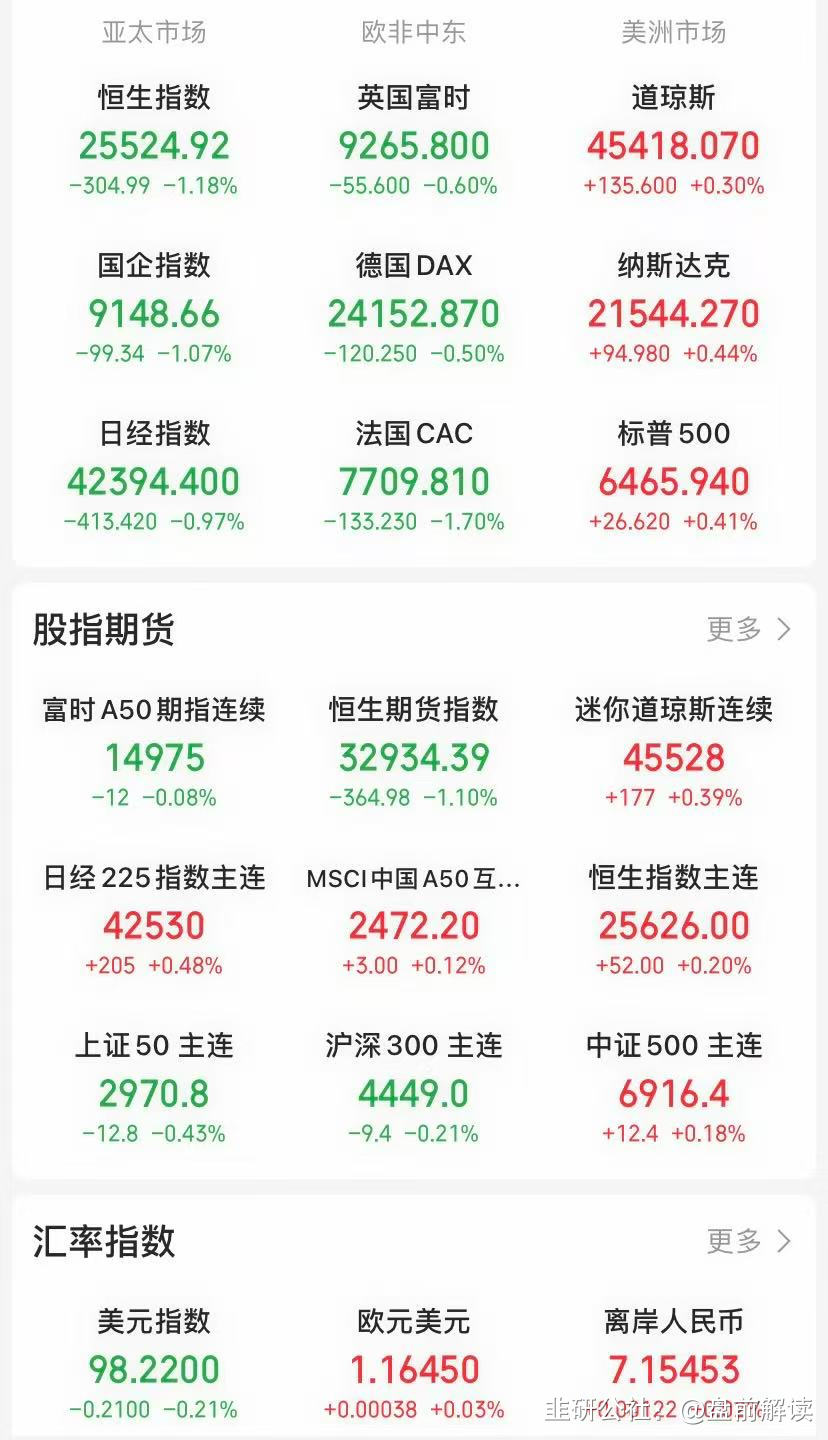 亚太市场 欧非中东 美洲市场
恒生指数 英国富时 道琼斯
25524.92 9265.800 45418.070
-304.99 -1.18% -55.600 -0.60% +135.600 +0.30%
国企指数 德国DAX 纳斯达克
9148.66 24152.870 21544.270
-99.34 -1.07% -120.250 -0.50% +94.980 +0.44%
日经指数 法国CAC 标普500
42394.400 7709.810 6465.940
-413.420 -0.97% -133.230 -1.70% +26.620 +0.41%
股指期货 更多 >
富时A50期指连续 恒生期货指数 迷你道琼斯连续
14975 32934.39 45528
-12 -0.08% -364.98 -1.10% +177 +0.39%
日经225指数主连 MSCI中国A50互... 恒生指数主连
42530 2472.20 25626.00
+205 +0.48% +3.00 +0.12% +52.00 +0.20%
上证50 主连 沪深300 主连 中证500 主连
2970.8 4449.0 6916.4
-12.8 -0.43% -9.4 -0.21% +12.4 +0.18%
汇率指数 更多 >
美元指数 欧元美元 离岸人民币
98.2200 1.16450 7.15453
-0.2100 -0.21% +0.00038 +0.03%
韭研公社：@盘前解读